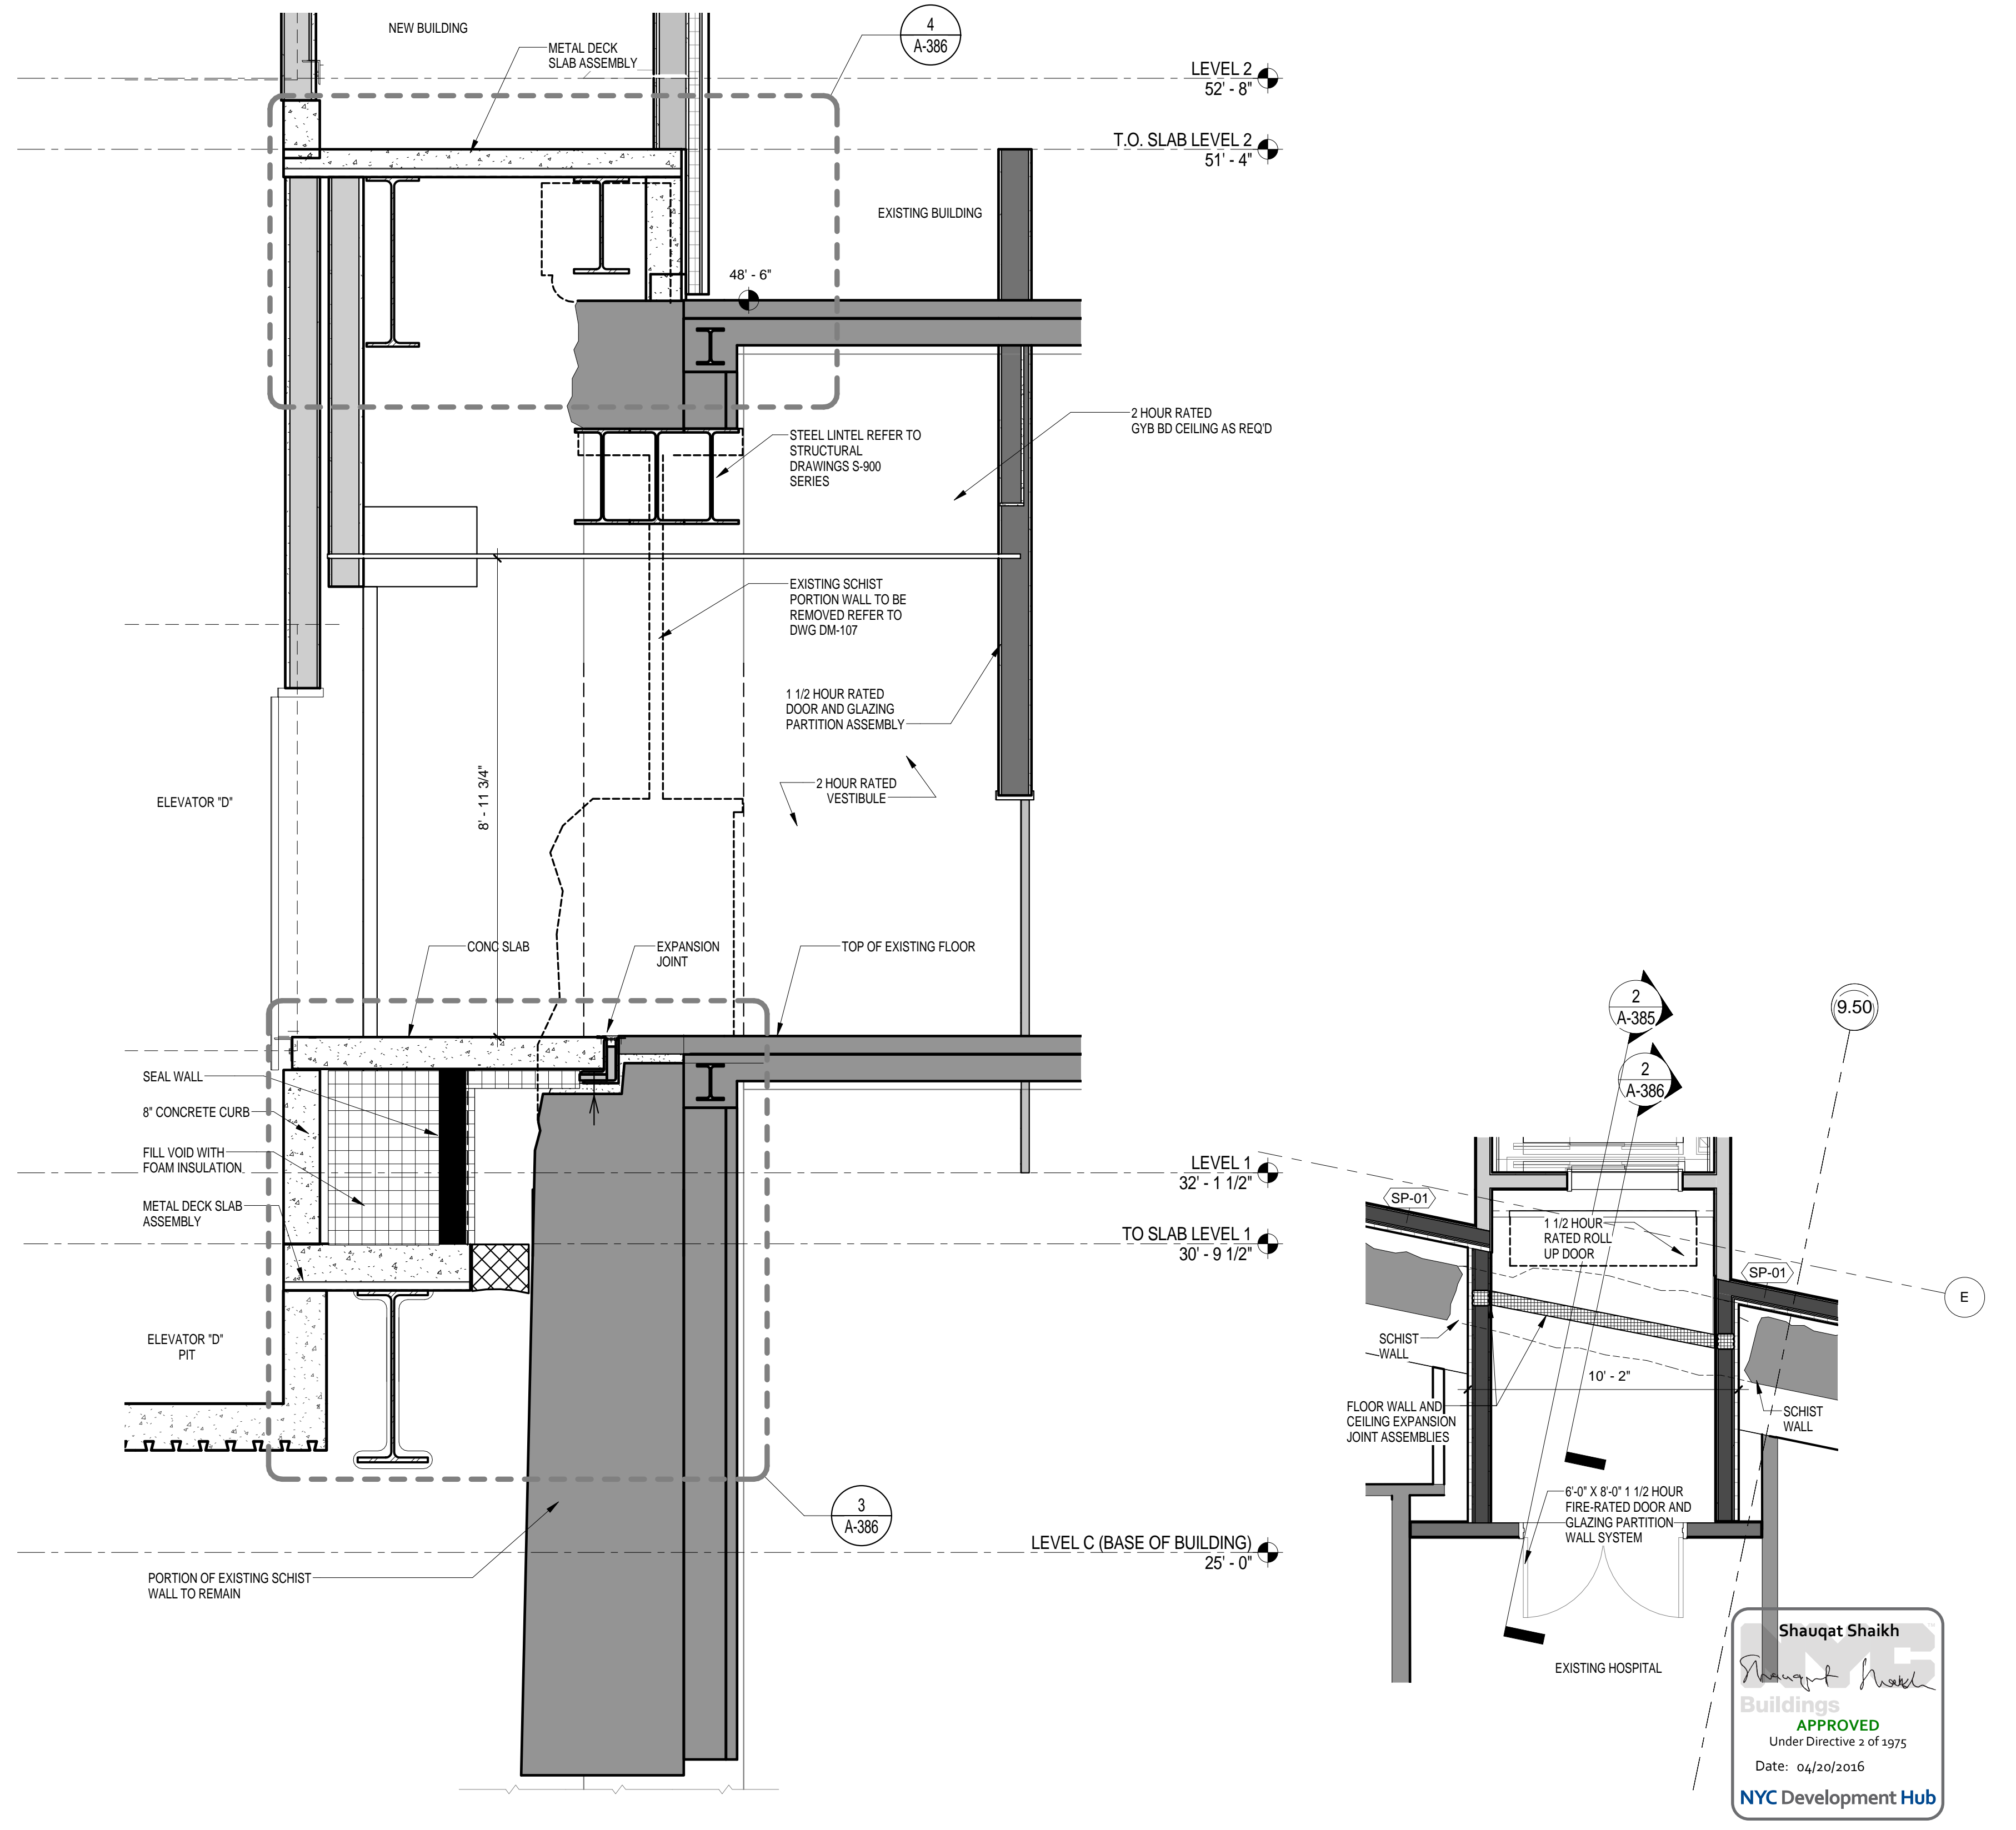 NEW BUILDING
METAL DECK
SLAB ASSEMBLY
4
A-386
LEVEL 2
52' - 8"
T.O. SLAB LEVEL 2
51' - 4"
EXISTING BUILDING
48' - 6"
2 HOUR RATED
GYB BD CEILING AS REQ'D
STEEL LINTEL REFER TO
STRUCTURAL
DRAWINGS S-900
SERIES
EXISTING SCHIST
PORTION WALL TO BE
REMOVED REFER TO
DWG DM-107
1 1/2 HOUR RATED
DOOR AND GLAZING
PARTITION ASSEMBLY
2 HOUR RATED
VESTIBULE
ELEVATOR "D"
8' - 11 3/4"
CONC SLAB
EXPANSION
JOINT
TOP OF EXISTING FLOOR
SEAL WALL
8" CONCRETE CURB
FILL VOID WITH
FOAM INSULATION
METAL DECK SLAB
ASSEMBLY
LEVEL 1
32' - 1 1/2"
TO SLAB LEVEL 1
30' - 9 1/2"
ELEVATOR "D"
PIT
3
A-386
LEVEL C (BASE OF BUILDING)
25' - 0"
PORTION OF EXISTING SCHIST
WALL TO REMAIN
2
A-385
9.50
2
A-386
SP-01
1 1/2 HOUR
RATED ROLL
UP DOOR
SP-01
E
SCHIST
WALL
10' - 2"
FLOOR WALL AND
CEILING EXPANSION
JOINT ASSEMBLIES
SCHIST
WALL
6'-0" X 8'-0" 1 1/2 HOUR
FIRE-RATED DOOR AND
GLAZING PARTITION
WALL SYSTEM
EXISTING HOSPITAL
Shauqat Shaikh
NYC
Shauqat Shaikh
Buildings
APPROVED
Under Directive 2 of 1975
Date: 04/20/2016
NYC Development Hub